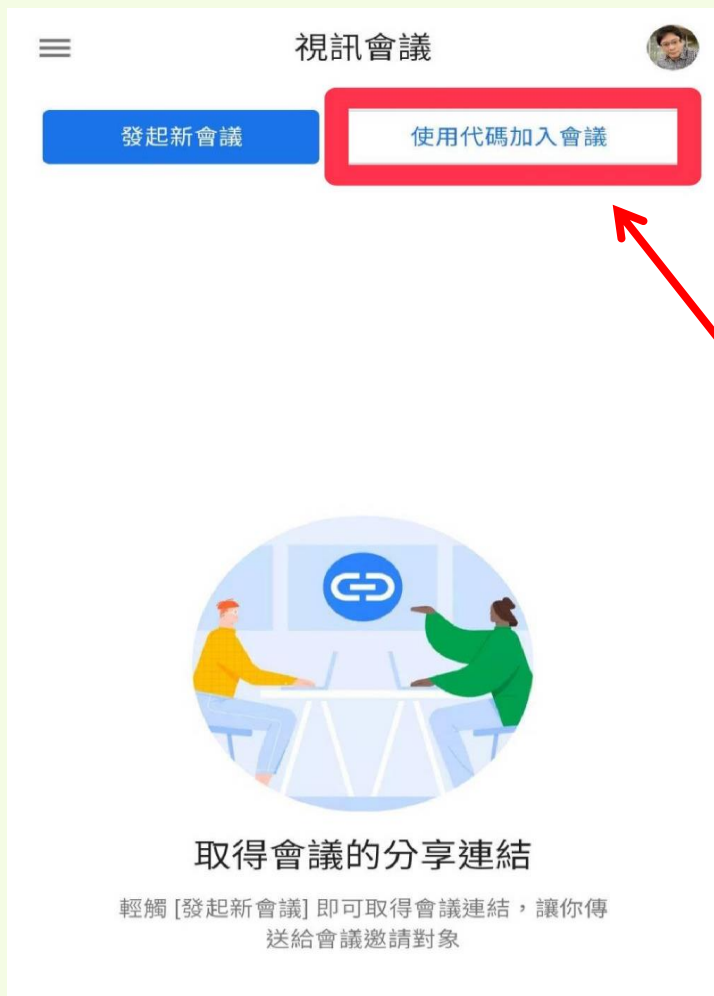 視訊會議
發起新會議
使用代碼加入會議
取得會議的分享連結
輕觸 [發起新會議] 即可取得會議連結，讓你傳
送給會議邀請對象